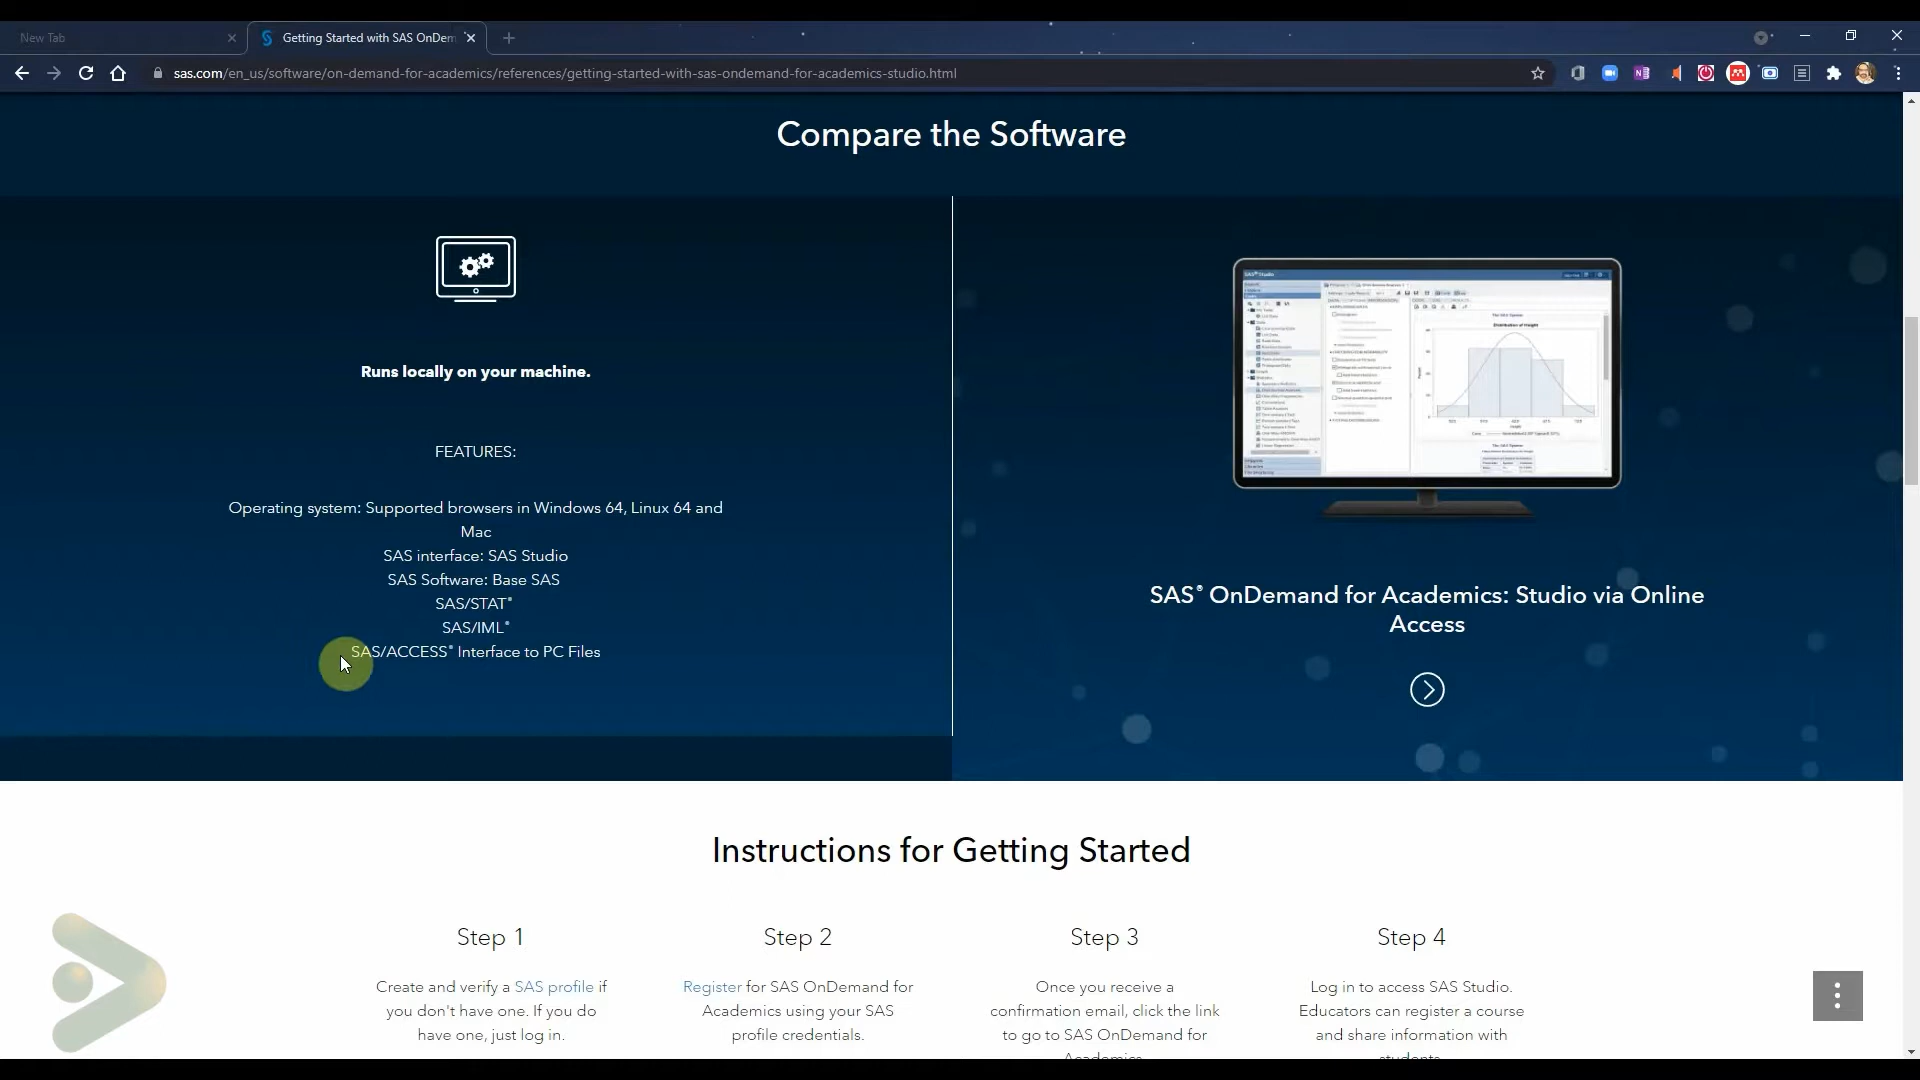 New Tab
Getting Started with SAS OnDem
sas.com/en_us/software/on-demand-for-academics/references/getting-started-with-sas-ondemand-for-academics-studio.html
Compare the Software
Runs locally on your machine.
FEATURES:
Operating system: Supported browsers in Windows 64, Linux 64 and
Mac
SAS interface: SAS Studio
SAS Software: Base SAS
SAS/STAT®
SAS/IML®
SAS/ACCESS® Interface to PC Files
SAS® Studio
SAS® OnDemand for Academics: Studio via Online
Access
Instructions for Getting Started
Step 1
Create and verify a SAS profile if
you don't have one. If you do
have one, just log in.
Step 2
Register for SAS OnDemand for
Academics using your SAS
profile credentials.
Step 3
Once you receive a
confirmation email, click the link
to go to SAS OnDemand for
Academics.
Step 4
Log in to access SAS Studio.
Educators can register a course
and share information with
students.